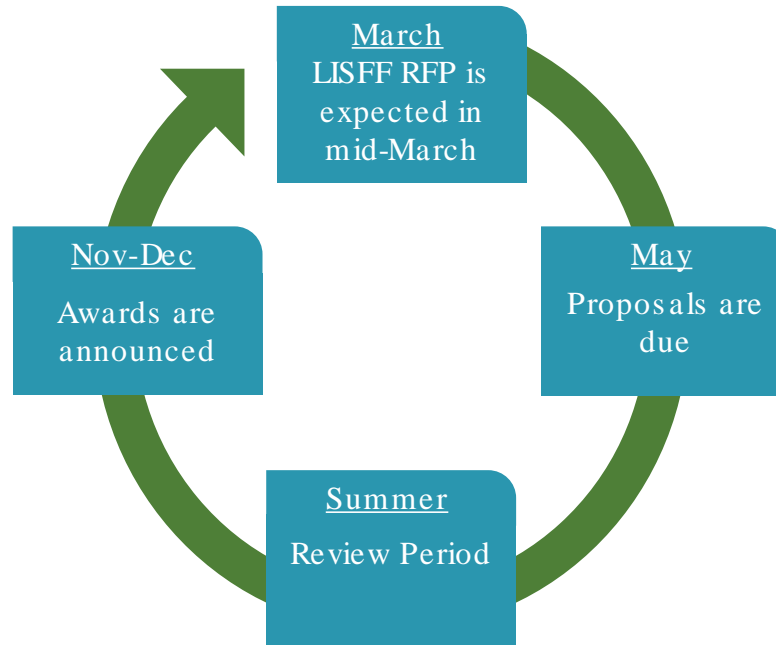 March
LISFF RFP is
expected in
mid-March
May
Proposals are
due
Summer
Review Period
Nov-Dec
Awards are
announced